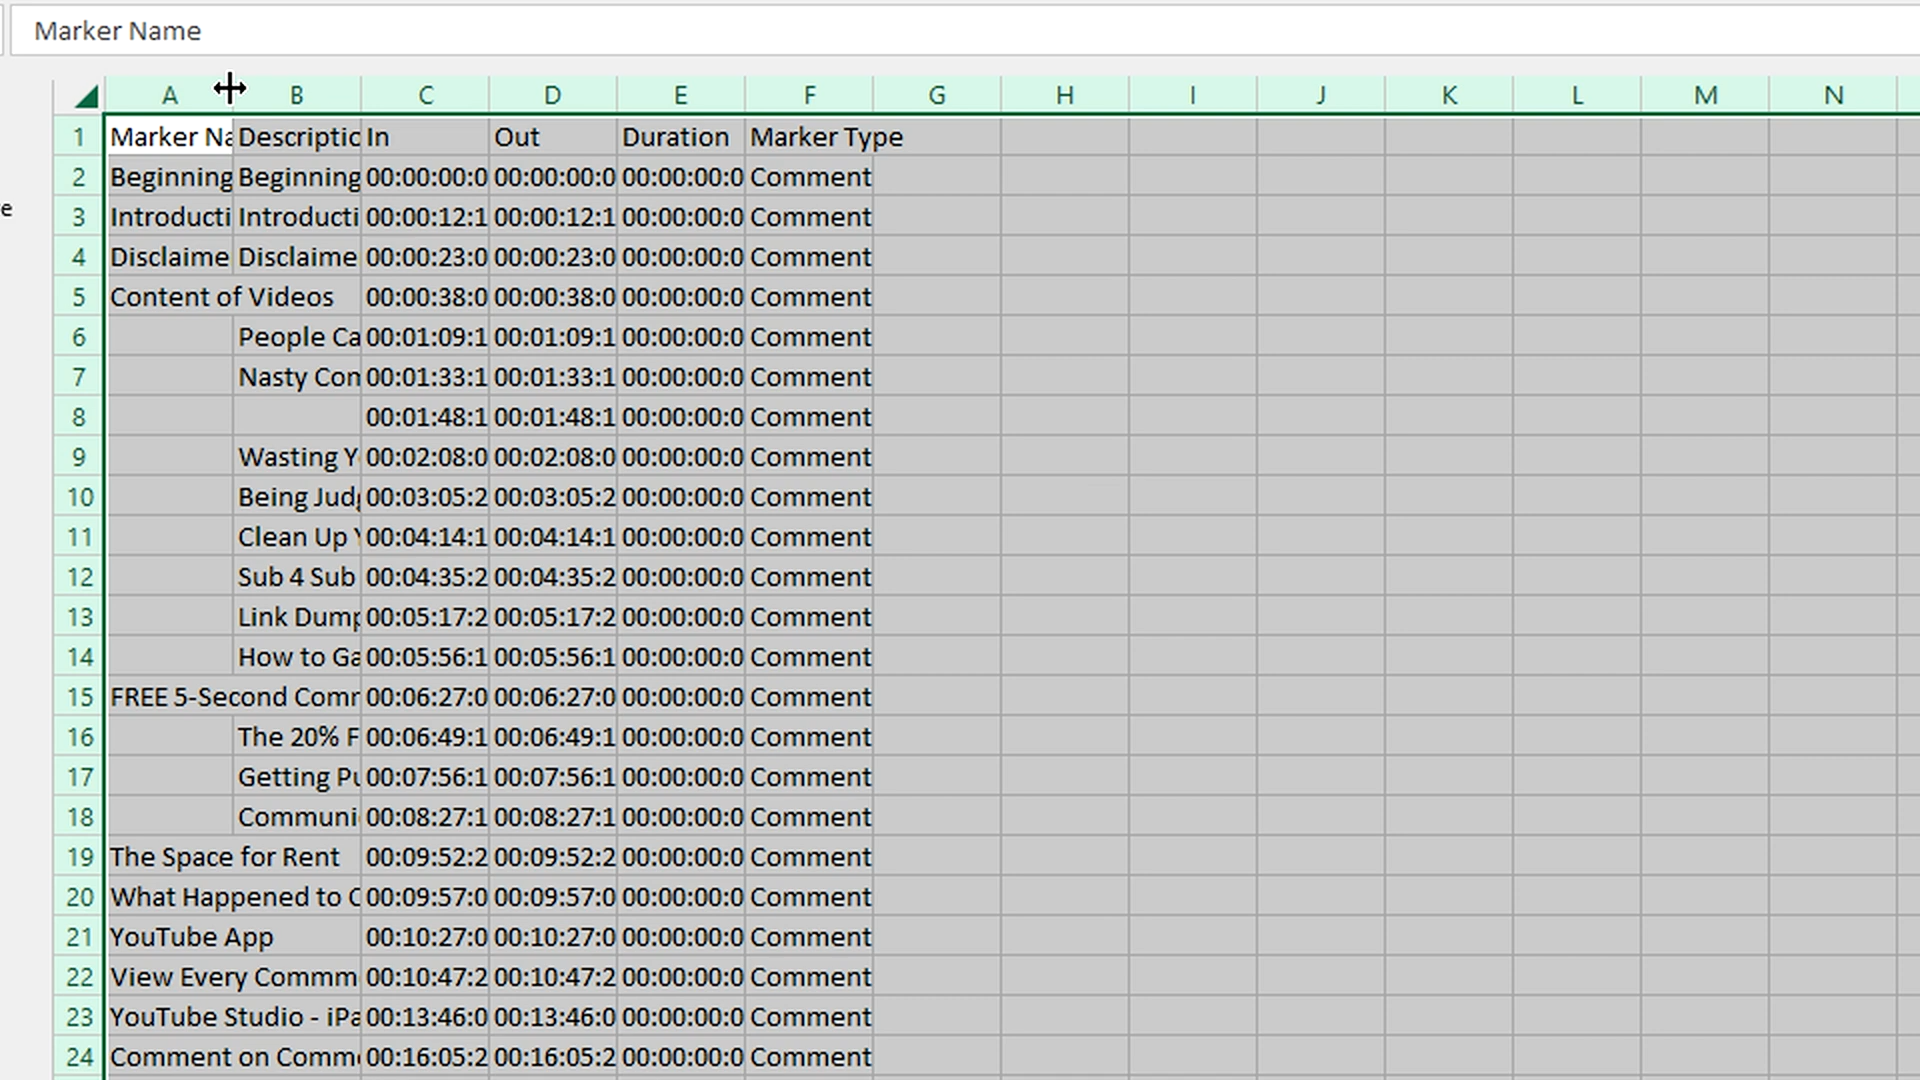 Marker Name
A B C D E F G H I J K L M N
1 Marker Na Descriptio In Out Duration Marker Type
2 Beginning Beginning 00:00:00:0 00:00:00:0 00:00:00:0 Comment
e
3 Introducti Introducti 00:00:12:1 00:00:12:1 00:00:00:0 Comment
4 Disclaime Disclaime 00:00:23:0 00:00:23:0 00:00:00:0 Comment
5 Content of Videos 00:00:38:0 00:00:38:0 00:00:00:0 Comment
6 People Ca 00:01:09:1 00:01:09:1 00:00:00:0 Comment
7 Nasty Com 00:01:33:1 00:01:33:1 00:00:00:0 Comment
8 00:01:48:1 00:01:48:1 00:00:00:0 Comment
9 Wasting Y 00:02:08:0 00:02:08:0 00:00:00:0 Comment
10 Being Judg 00:03:05:2 00:03:05:2 00:00:00:0 Comment
11 Clean Up Y 00:04:14:1 00:04:14:1 00:00:00:0 Comment
12 Sub 4 Sub 00:04:35:2 00:04:35:2 00:00:00:0 Comment
13 Link Dump 00:05:17:2 00:05:17:2 00:00:00:0 Comment
14 How to Ga 00:05:56:1 00:05:56:1 00:00:00:0 Comment
15 FREE 5-Second Comm 00:06:27:0 00:06:27:0 00:00:00:0 Comment
16 The 20% F 00:06:49:1 00:06:49:1 00:00:00:0 Comment
17 Getting Pu 00:07:56:1 00:07:56:1 00:00:00:0 Comment
18 Communi 00:08:27:1 00:08:27:1 00:00:00:0 Comment
19 The Space for Rent 00:09:52:2 00:09:52:2 00:00:00:0 Comment
20 What Happened to C 00:09:57:0 00:09:57:0 00:00:00:0 Comment
21 YouTube App 00:10:27:0 00:10:27:0 00:00:00:0 Comment
22 View Every Commm 00:10:47:2 00:10:47:2 00:00:00:0 Comment
23 YouTube Studio - iPa 00:13:46:0 00:13:46:0 00:00:00:0 Comment
24 Comment on Comme 00:16:05:2 00:16:05:2 00:00:00:0 Comment